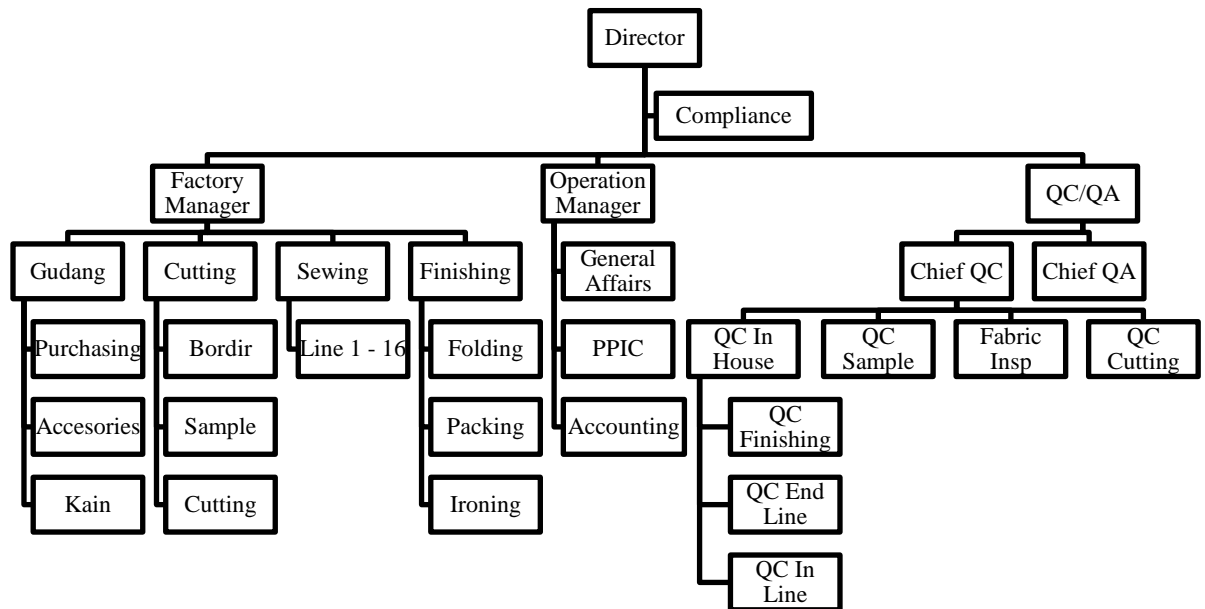 Director
Compliance
Factory
Manager
Operation
Manager
QC/QA
Gudang
Cutting
Sewing
Finishing
General
Affairs
Chief QC
Chief QA
Purchasing
Bordir
Line 1 - 16
Folding
PPIC
QC In
House
QC
Sample
Fabric
Insp
QC
Cutting
Accesories
Sample
Packing
Accounting
QC
Finishing
Kain
Cutting
Ironing
QC End
Line
QC In
Line